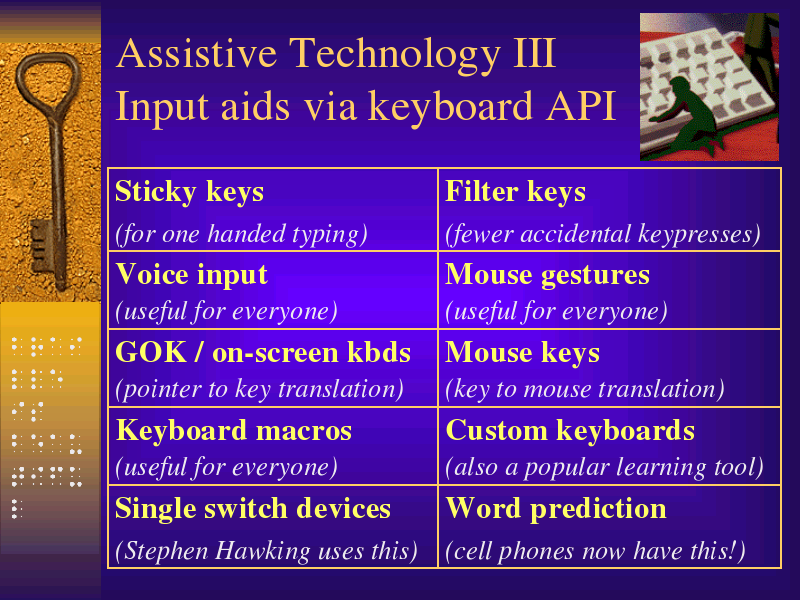 Assistive Technology III
Input aids via keyboard API
Sticky keys
(for one handed typing)
Filter keys
(fewer accidental keypresses)
Voice input
(useful for everyone)
Mouse gestures
(useful for everyone)
GOK / on-screen kbds
(pointer to key translation)
Mouse keys
(key to mouse translation)
Keyboard macros
(useful for everyone)
Custom keyboards
(also a popular learning tool)
Single switch devices
(Stephen Hawking uses this)
Word prediction
(cell phones now have this!)